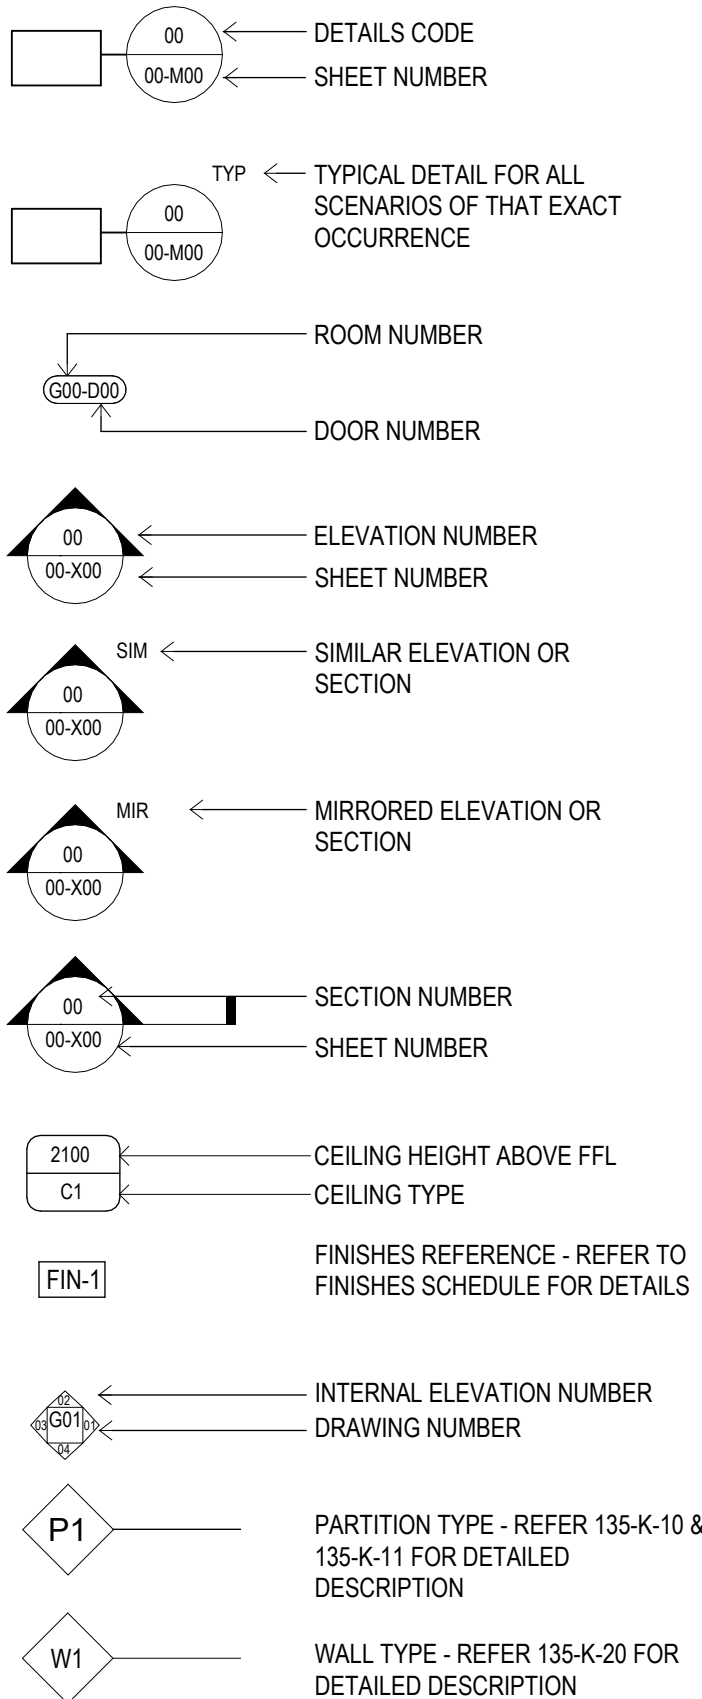 00
DETAILS CODE
00-M00
SHEET NUMBER
TYP
TYPICAL DETAIL FOR ALL
SCENARIOS OF THAT EXACT
OCCURRENCE
00
00-M00
ROOM NUMBER
G00-D00
DOOR NUMBER
00
ELEVATION NUMBER
00-X00
SHEET NUMBER
SIM
SIMILAR ELEVATION OR
SECTION
00
00-X00
MIR
MIRRORED ELEVATION OR
SECTION
00
00-X00
00
SECTION NUMBER
00-X00
SHEET NUMBER
2100
CEILING HEIGHT ABOVE FFL
C1
CEILING TYPE
FIN-1
FINISHES REFERENCE - REFER TO
FINISHES SCHEDULE FOR DETAILS
02
INTERNAL ELEVATION NUMBER
03 G01 01
DRAWING NUMBER
04
P1
PARTITION TYPE - REFER 135-K-10 &
135-K-11 FOR DETAILED
DESCRIPTION
W1
WALL TYPE - REFER 135-K-20 FOR
DETAILED DESCRIPTION